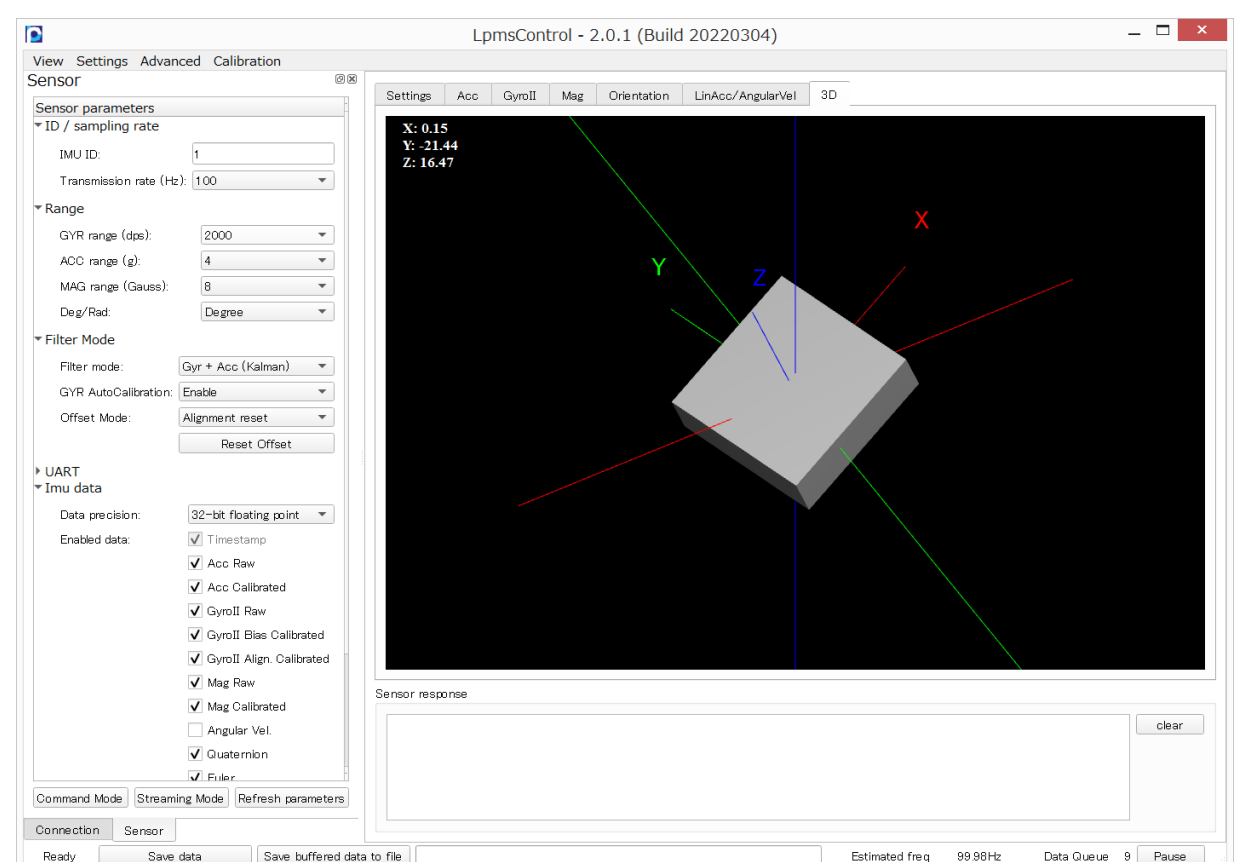 LpmsControl - 2.0.1 (Build 20220304)
View Settings Advanced Calibration
Sensor
Sensor parameters
ID / sampling rate
IMU ID: 1
Transmission rate (Hz): 100
Range
GYR range (dps): 2000
ACC range (g): 4
MAG range (Gauss): 8
Deg/Rad: Degree
Filter Mode
Filter mode: Gyr + Acc (Kalman)
GYR AutoCalibration: Enable
Offset Mode: Alignment reset
Reset Offset
UART
Imu data
Data precision: 32-bit floating point
Enabled data: Timestamp
Acc Raw
Acc Calibrated
GyroII Raw
GyroII Bias Calibrated
GyroII Align. Calibrated
Mag Raw
Mag Calibrated
Angular Vel.
Quaternion
Euler
Command Mode Streaming Mode Refresh parameters
Connection Sensor
Settings Acc GyroII Mag Orientation LinAcc/AngularVel 3D
X: 0.15
Y: -21.44
Z: 16.47
X
Y
Z
Sensor response
clear
Ready Save data Save buffered data to file Estimated freq 99.98Hz Data Queue 9 Pause